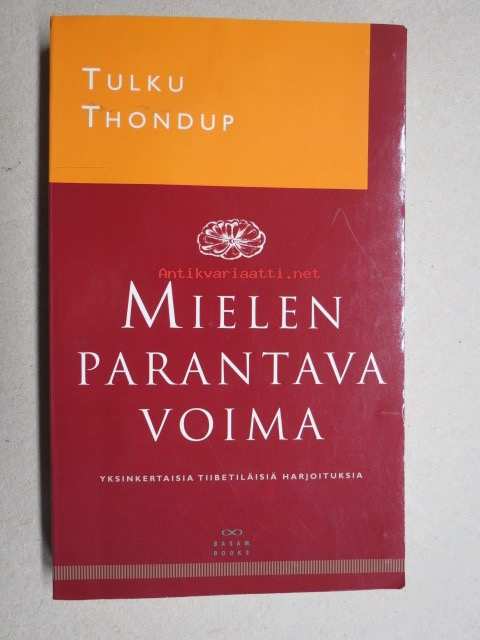 TULKU
THONDUP
Antikvariaatti.net
MIELEN
PARANTAVA
VOIMA
YKSINKERTAISIA TIIBETILÄISIÄ HARJOITUKSIA
BASAM
BOOKS